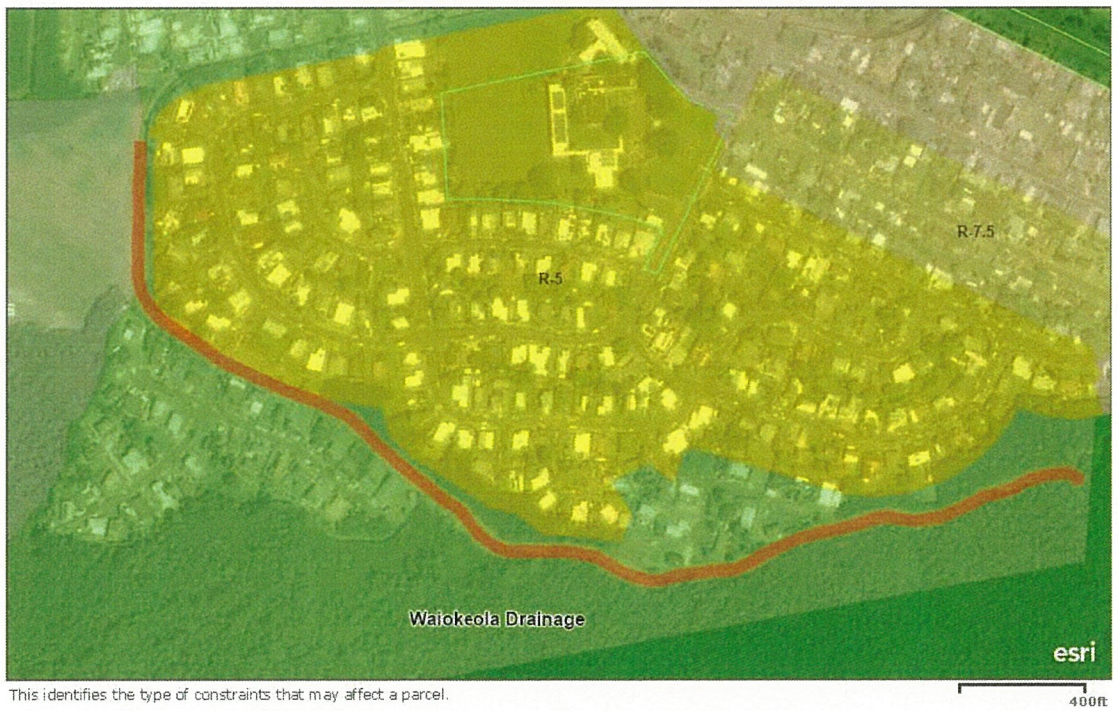 R-7.5
R-5
Waiokeola Drainage
esri
This identifies the type of constraints that may affect a parcel.
400ft